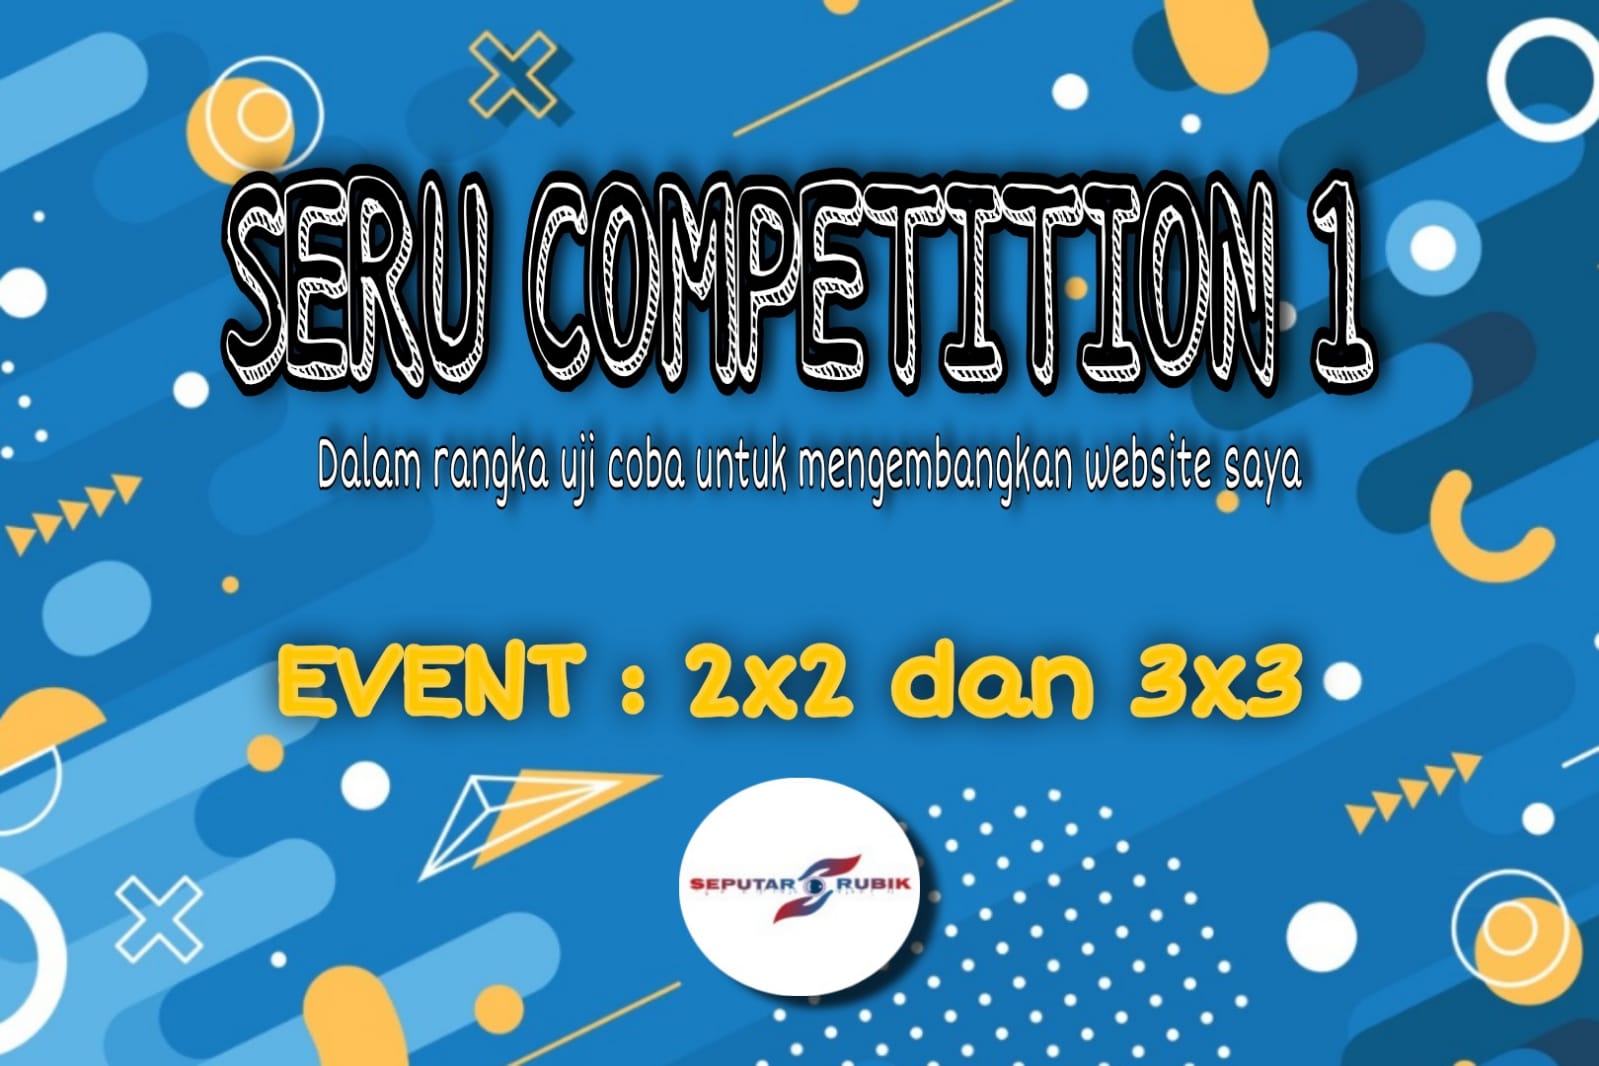 SERU COMPETITION 1
Dalam rangka uji coba untuk mengembangkan website saya
EVENT : 2x2 dan 3x3
SEPUTAR RUBIK